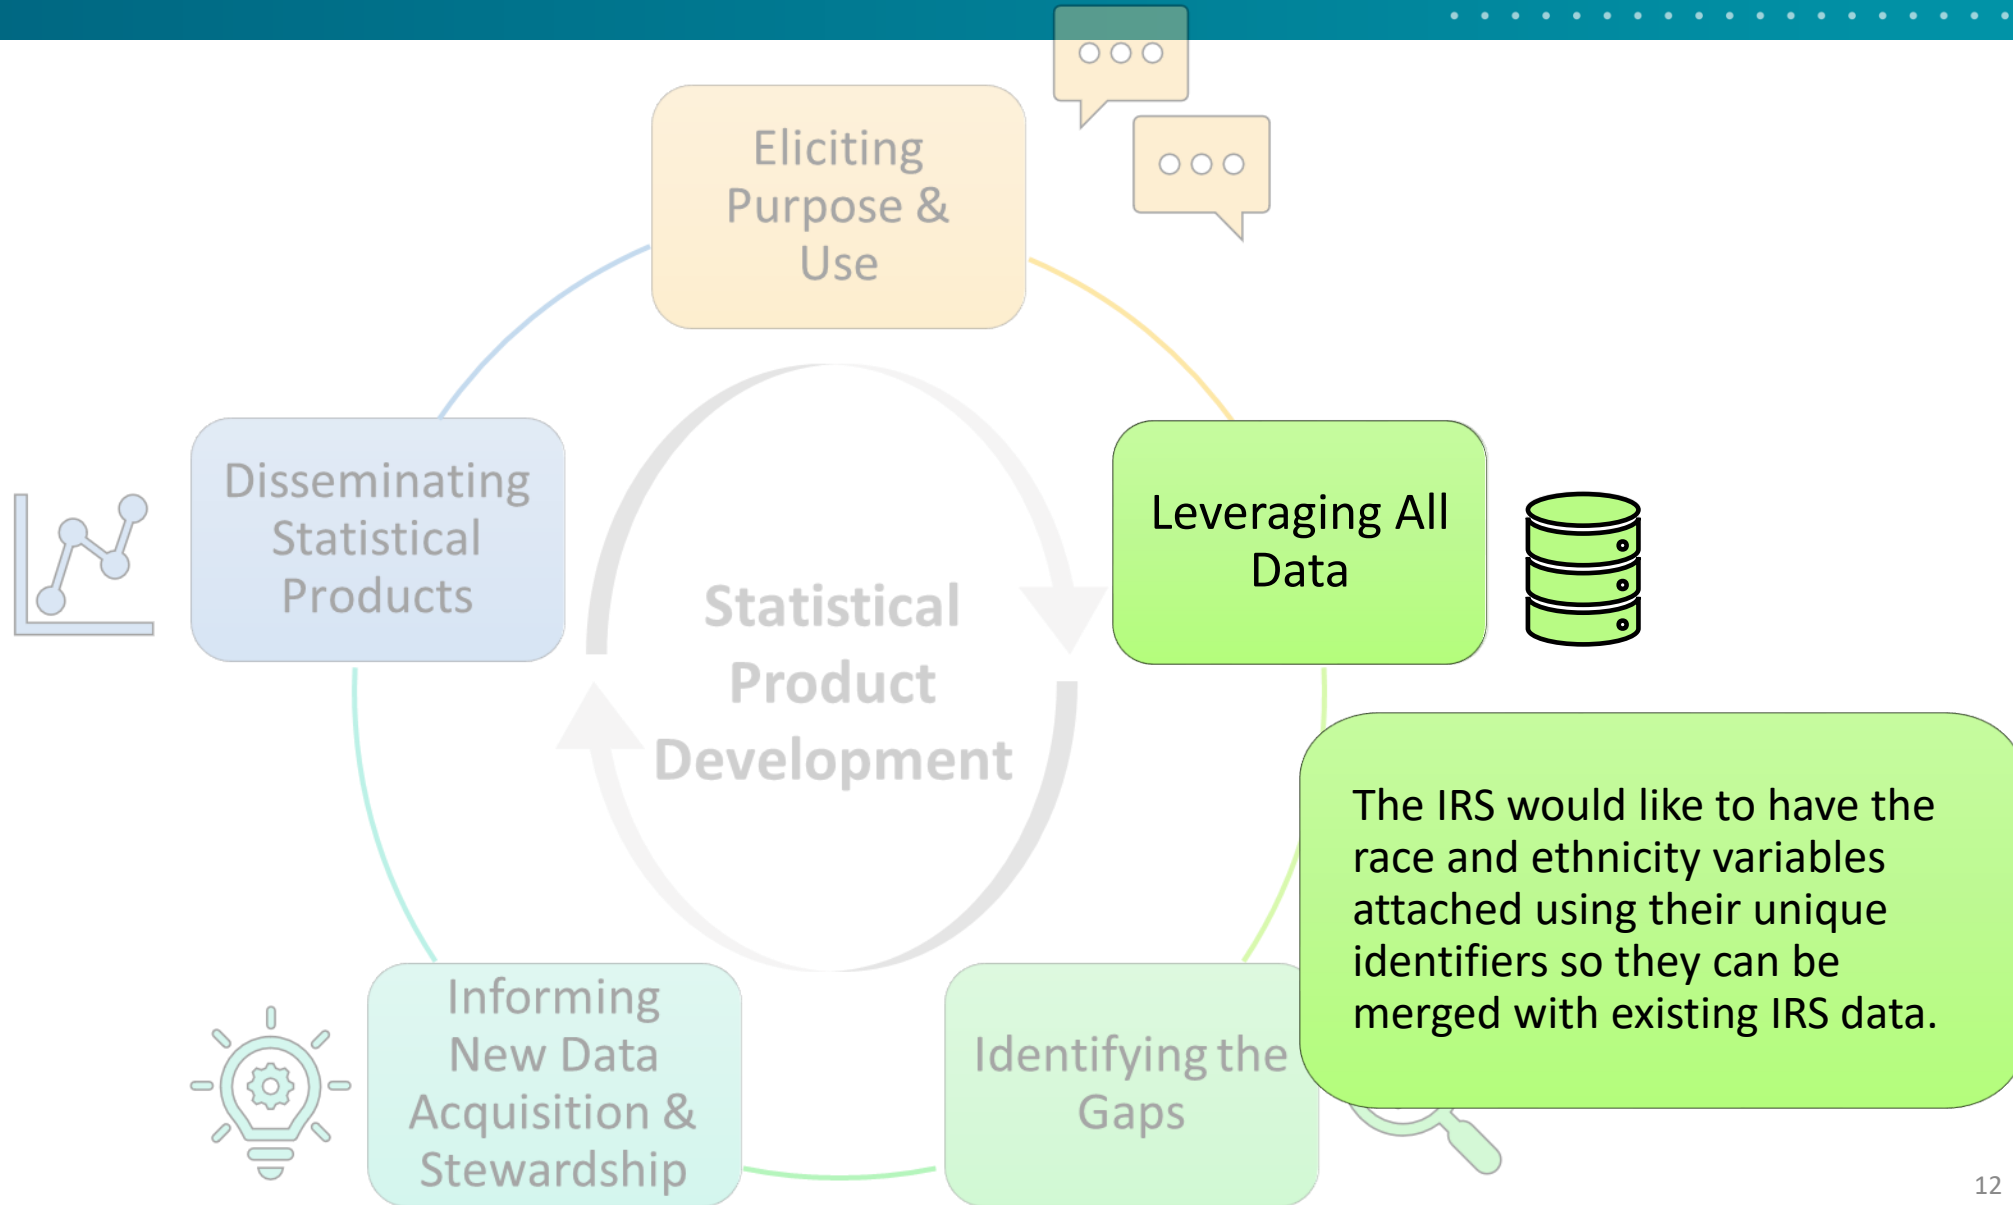 Eliciting
Purpose &
Use
Leveraging All
Data
Disseminating
Statistical
Products
Statistical
Product
Development
The IRS would like to have the
race and ethnicity variables
attached using their unique
identifiers so they can be
merged with existing IRS data.
Informing
New Data
Acquisition &
Stewardship
Identifying the
Gaps
12